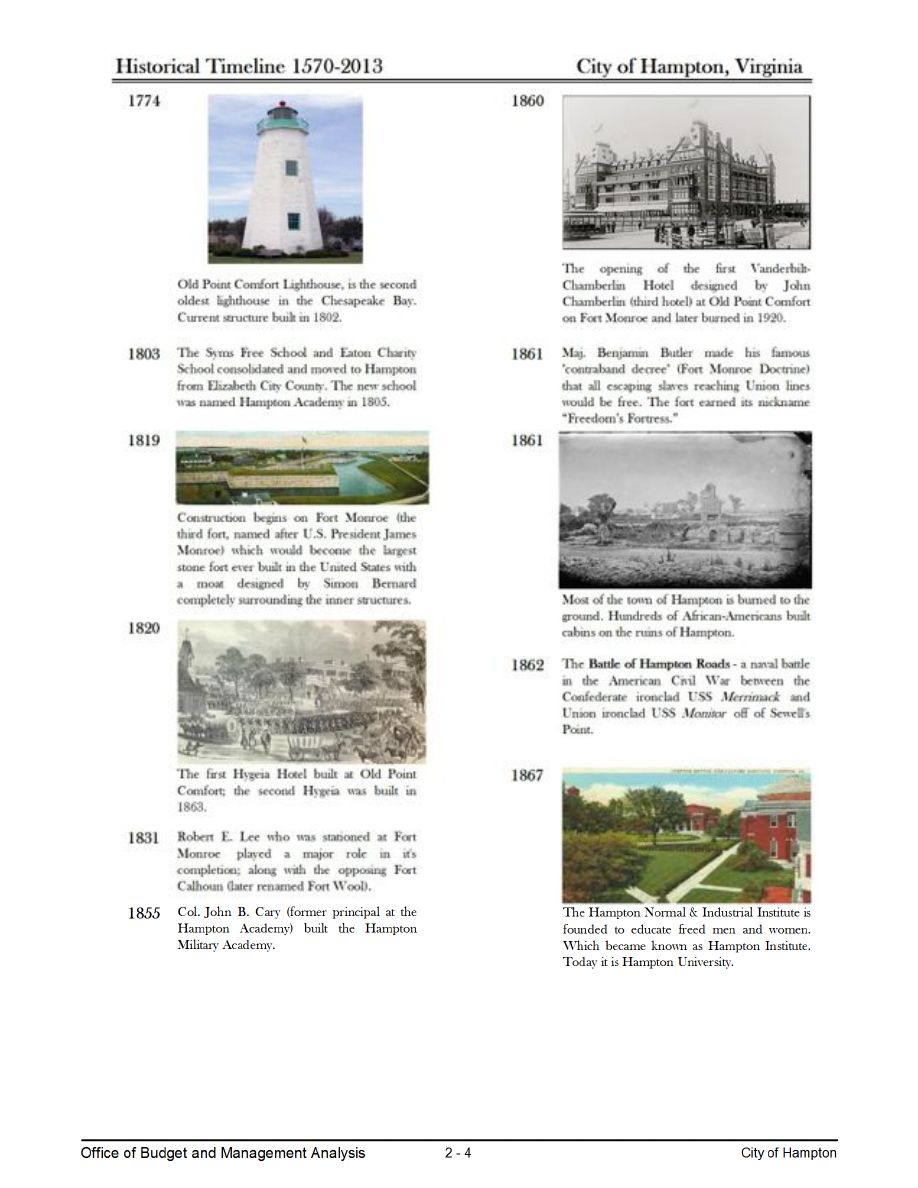 Historical Timeline 1570-2013
City of Hampton, Virginia
1774
Old Point Comfort Lighthouse, is the second
oldest lighthouse in the Chesapeake Bay.
Current structure built in 1802.
1803
The Syms Free School and Eaton Charity
School consolidated and moved to Hampton
from Elizabeth City County. The new school
was named Hampton Academy in 1805.
1819
Construction begins on Fort Monroe (the
third fort, named after U.S. President James
Monroe) which would become the largest
stone fort ever built in the United States with
a moat designed by Simon Bernard
completely surrounding the inner structures.
1820
The first Hygeia Hotel built at Old Point
Comfort; the second Hygeia was built in
1863.
1831
Robert E. Lee who was stationed at Fort
Monroe played a major role in it's
completion; along with the opposing Fort
Calhoun (later renamed Fort Wool).
1855
Col. John B. Cary (former principal at the
Hampton Academy) built the Hampton
Military Academy.
1860
The opening of the first Vanderbilt-
Chamberlin Hotel designed by John
Chamberlin (third hotel) at Old Point Comfort
on Fort Monroe and later burned in 1920.
1861
Maj. Benjamin Butler made his famous
"contraband decree" (Fort Monroe Doctrine)
that all escaping slaves reaching Union lines
would be free. The fort earned its nickname
“Freedom’s Fortress.”
1861
Most of the town of Hampton is burned to the
ground. Hundreds of African-Americans built
cabins on the ruins of Hampton.
1862
The Battle of Hampton Roads - a naval battle
in the American Civil War between the
Confederate ironclad USS Merrimack and
Union ironclad USS Monitor off of Sewell's
Point.
1867
The Hampton Normal & Industrial Institute is
founded to educate freed men and women.
Which became known as Hampton Institute.
Today it is Hampton University.
Office of Budget and Management Analysis
2 - 4
City of Hampton